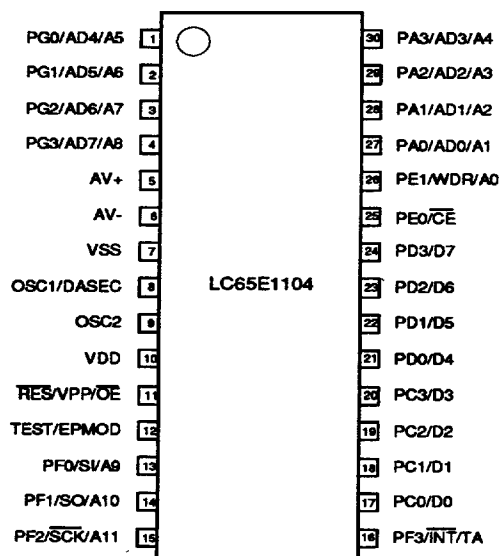 PG0/AD4/A5 1 30 PA3/AD3/A4
PG1/AD5/A6 2 29 PA2/AD2/A3
PG2/AD6/A7 3 28 PA1/AD1/A2
PG3/AD7/A8 4 27 PA0/AD0/A1
AV+ 5 26 PE1/WDR/A0
AV- 6 25 PE0/C̅E̅
VSS 7 24 PD3/D7
OSC1/DASEC 8 LC65E1104 23 PD2/D6
OSC2 9 22 PD1/D5
VDD 10 21 PD0/D4
R̅E̅S̅/VPP/O̅E̅ 11 20 PC3/D3
TEST/EPMOD 12 19 PC2/D2
PF0/SI/A9 13 18 PC1/D1
PF1/SO/A10 14 17 PC0/D0
PF2/S̅C̅K̅/A11 15 16 PF3/I̅N̅T̅/TA